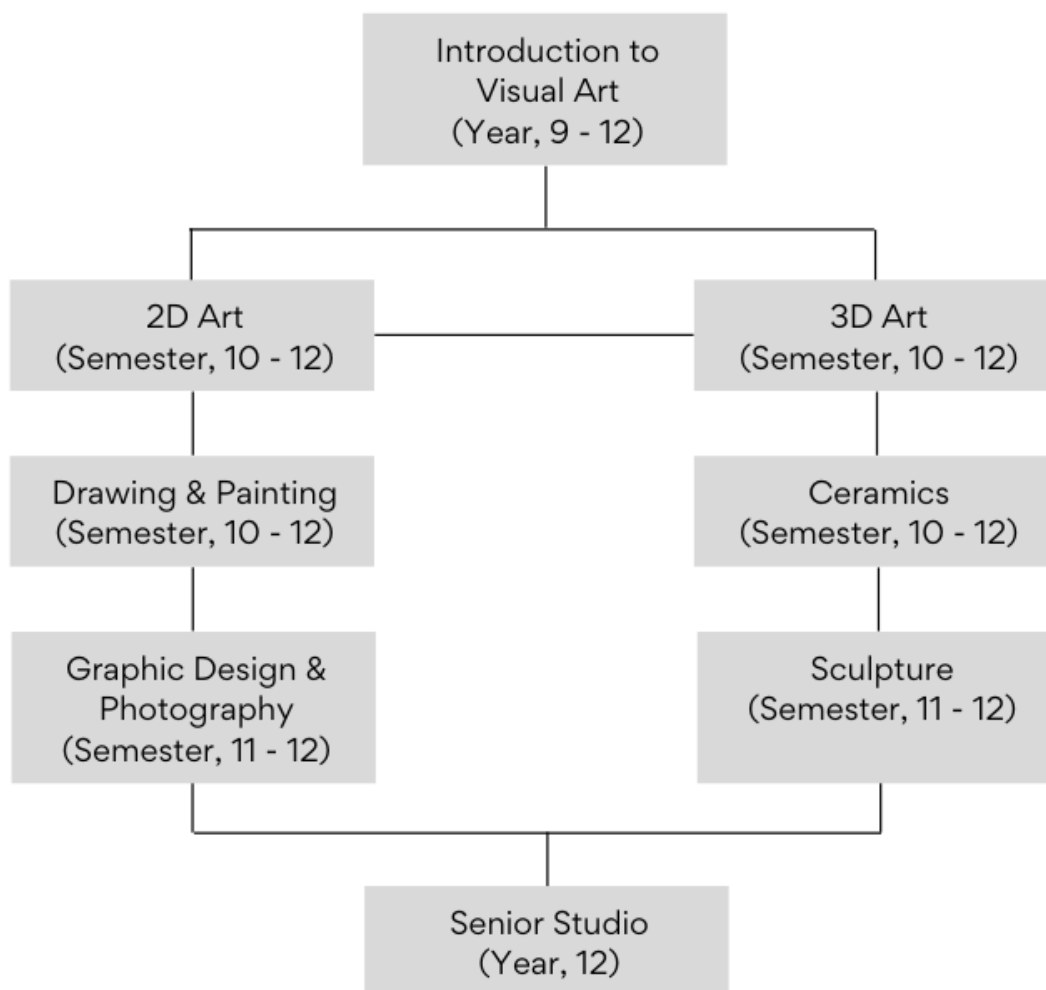 Introduction to
Visual Art
(Year, 9 - 12)
2D Art
(Semester, 10 - 12)
3D Art
(Semester, 10 - 12)
Drawing & Painting
(Semester, 10 - 12)
Ceramics
(Semester, 10 - 12)
Graphic Design &
Photography
(Semester, 11 - 12)
Sculpture
(Semester, 11 - 12)
Senior Studio
(Year, 12)